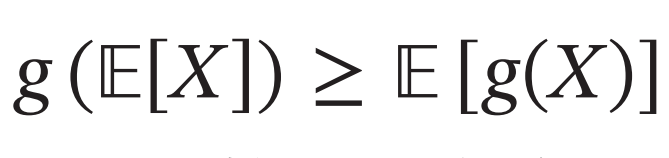 g (𝔼[X]) ≥ 𝔼 [g(X)]